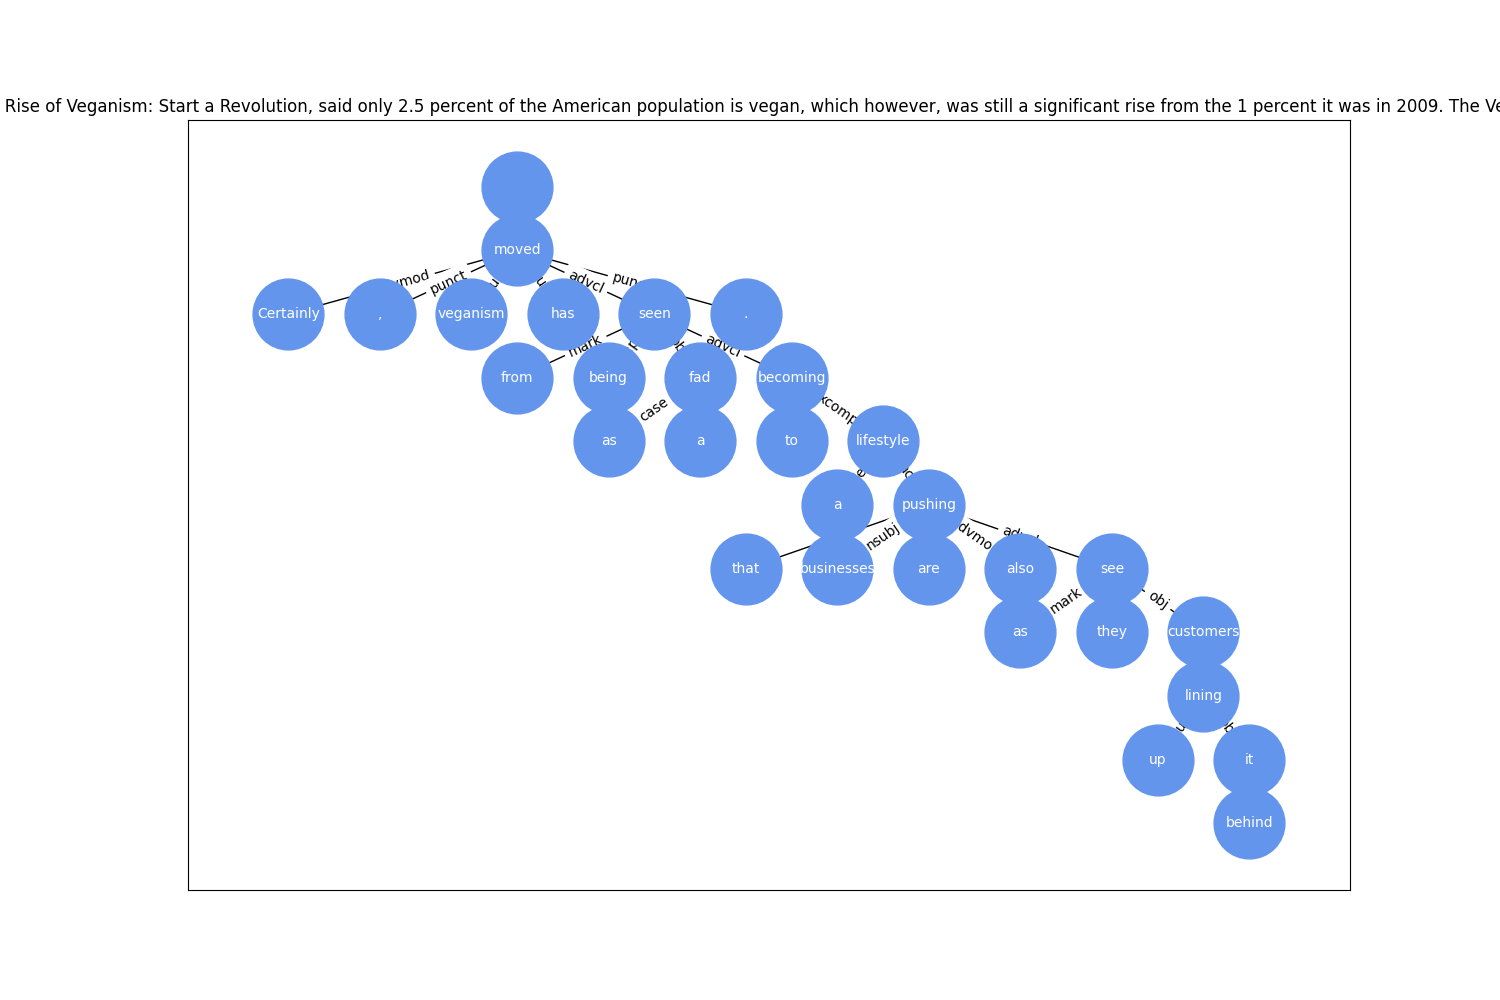 Rise of Veganism: Start a Revolution, said only 2.5 percent of the American population is vegan, which however, was still a significant rise from the 1 percent it was in 2009. The Ve
moved
punct
advcl
Certainly
,
veganism
has
seen
.
mark
advcl
from
being
fad
becoming
case
xcomp
as
a
to
lifestyle
a
pushing
nsubj
that
businesses
are
also
see
mark
obj
as
they
customers
lining
up
it
behind